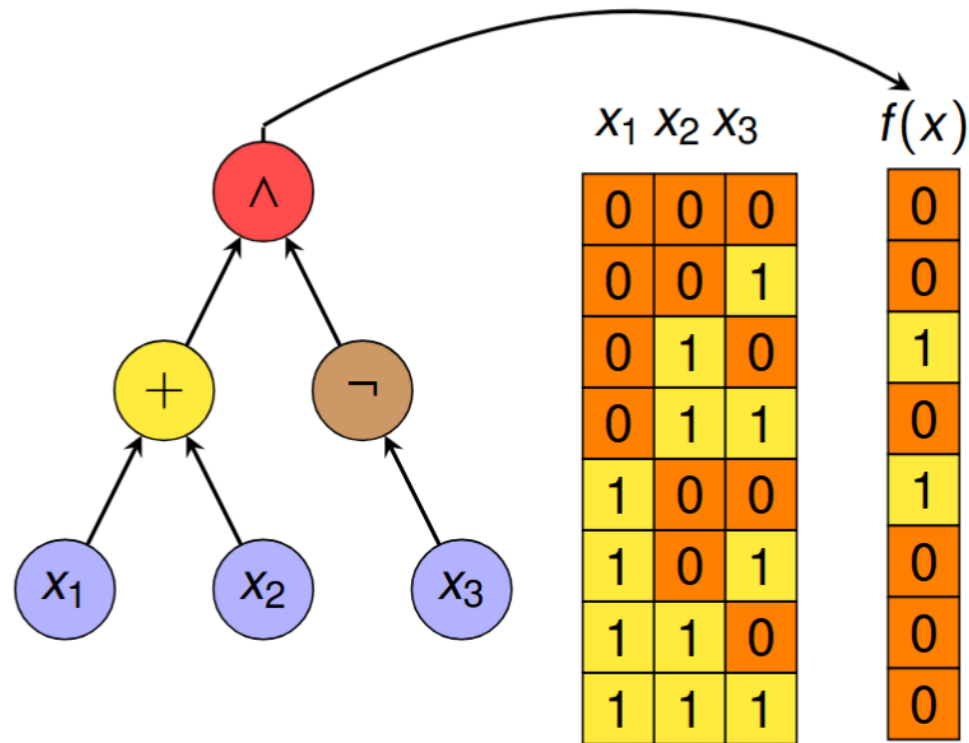 x₁ x₂ x₃ f(x)
∧
0 0 0 0
0 0 1 0
0 1 0 1
+ ¬
0 1 1 0
1 0 0 1
x₁ x₂ x₃
1 0 1 0
1 1 0 0
1 1 1 0